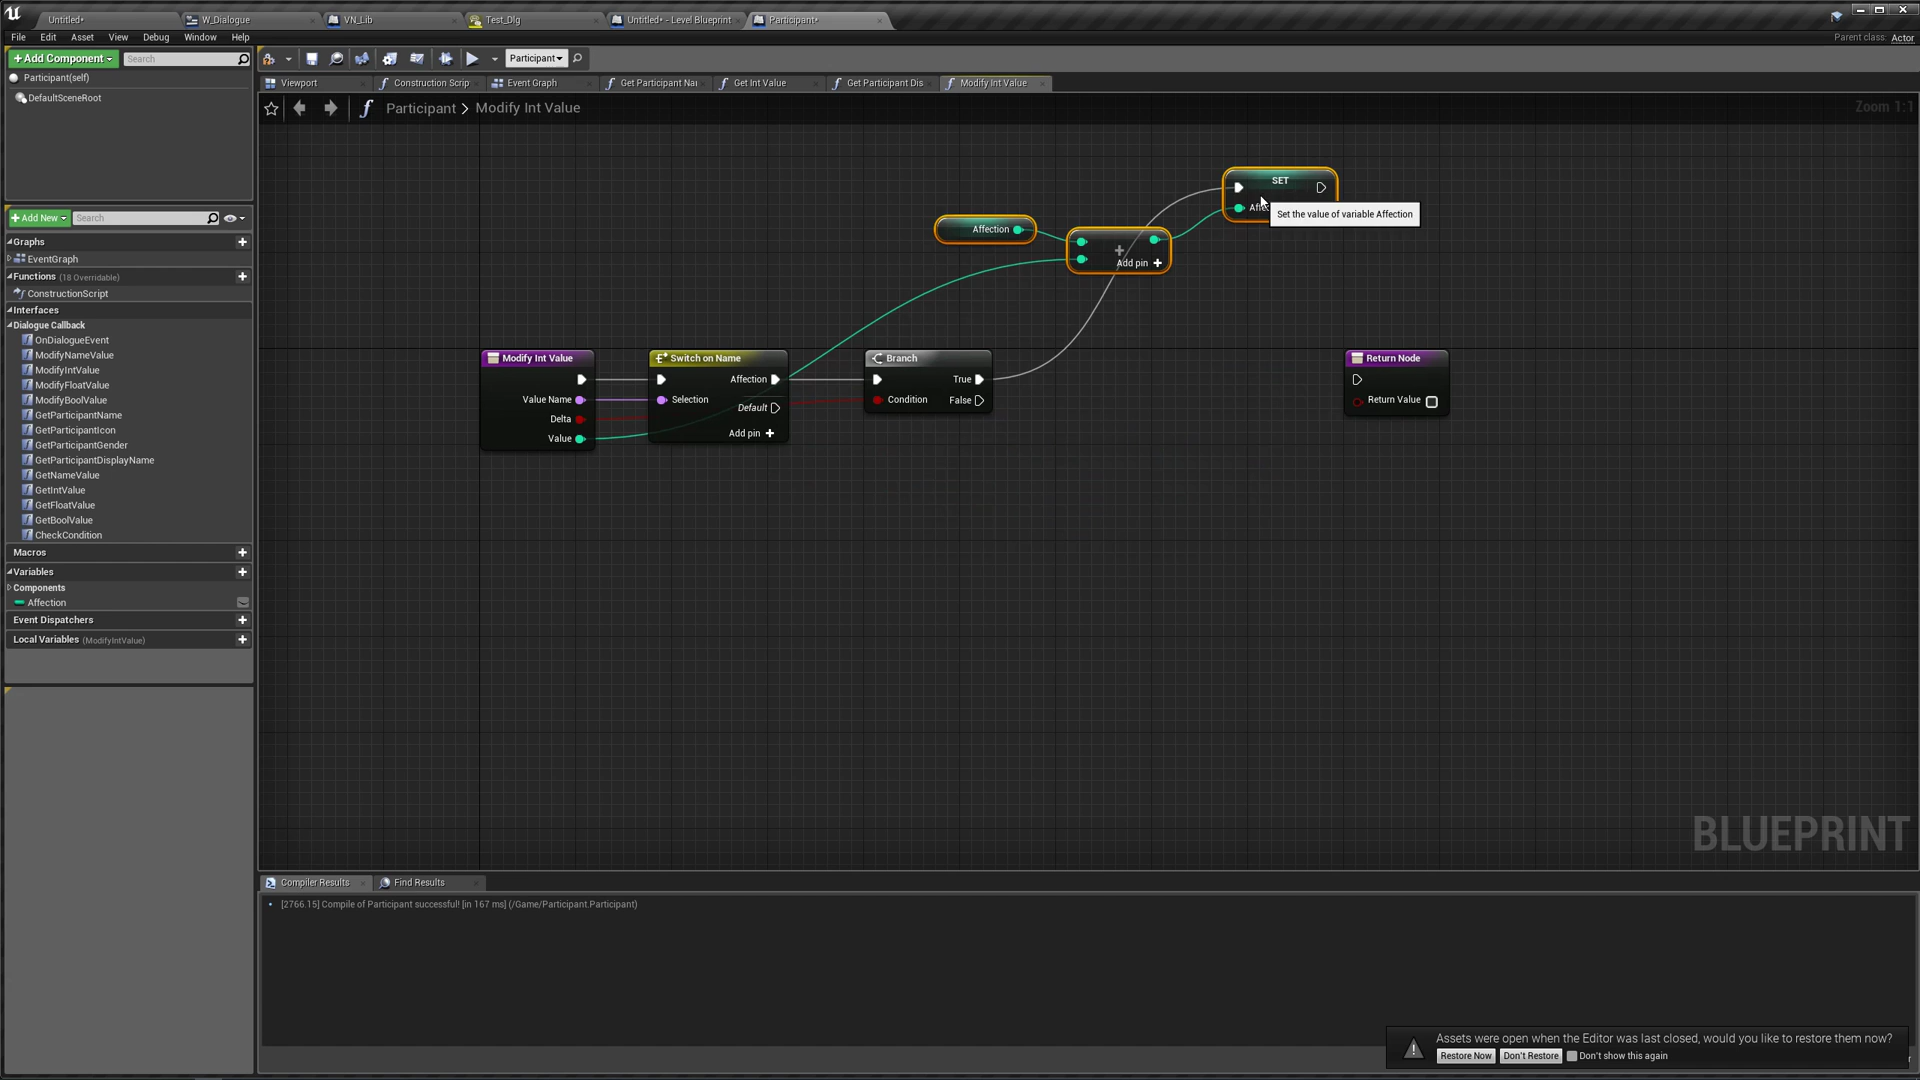 Untitled*
W_Dialogue
VN_Lib
Test_Dlg
Untitled* - Level Blueprint
Participant*
File Edit Asset View Debug Window Help
Parent class: Actor
+Add Component
Search
Participant
Participant(self)
DefaultSceneRoot
Viewport
Construction Scrip
Event Graph
Get Participant Nai
Get Int Value
Get Participant Dis
Modify Int Value
Participant > Modify Int Value
Zoom 1:1
+Add New
Search
Graphs
EventGraph
Functions (18 Overridable)
ConstructionScript
Interfaces
Dialogue Callback
OnDialogueEvent
ModifyNameValue
ModifyIntValue
ModifyFloatValue
ModifyBoolValue
GetParticipantName
GetParticipantIcon
GetParticipantGender
GetParticipantDisplayName
GetNameValue
GetIntValue
GetFloatValue
GetBoolValue
CheckCondition
Macros
Variables
Components
Affection
Event Dispatchers
Local Variables (ModifyIntValue)
SET
Set the value of variable Affection
Affection
Add pin +
Modify Int Value
Value Name
Delta
Value
Switch on Name
Affection
Selection
Default
Add pin +
Branch
True
Condition
False
Return Node
Return Value
BLUEPRINT
Compiler Results
Find Results
[2766.15] Compile of Participant successful! [in 167 ms] (/Game/Participant.Participant)
Assets were open when the Editor was last closed, would you like to restore them now?
Restore Now
Don't Restore
Don't show this again